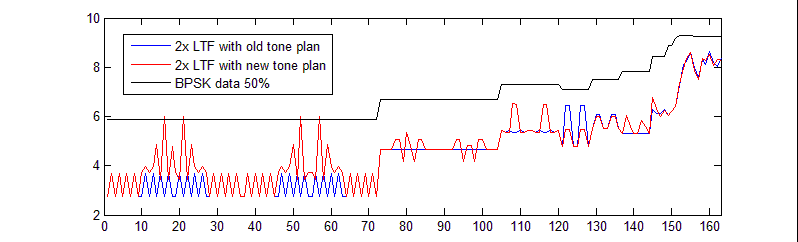 10
2x LTF with old tone plan
2x LTF with new tone plan
BPSK data 50%
8
6
4
2
0 10 20 30 40 50 60 70 80 90 100 110 120 130 140 150 160